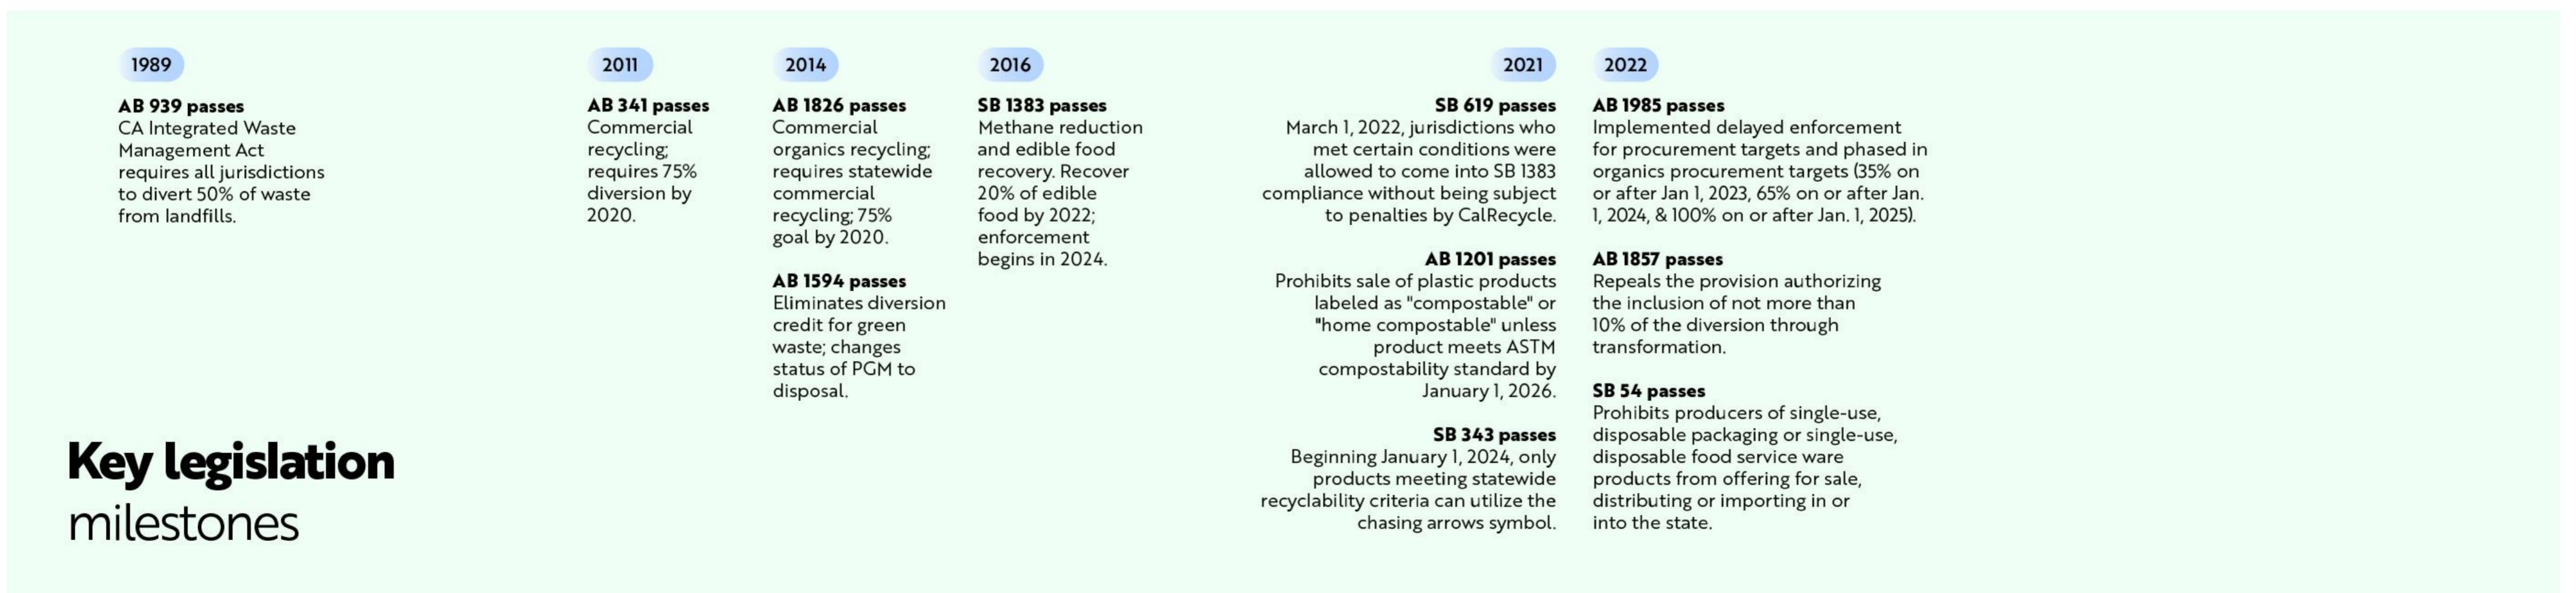 1989
AB 939 passes
CA Integrated Waste
Management Act
requires all jurisdictions
to divert 50% of waste
from landfills.
2011
AB 341 passes
Commercial
recycling;
requires 75%
diversion by
2020.
2014
AB 1826 passes
Commercial
organics recycling;
requires statewide
commercial
recycling; 75%
goal by 2020.
AB 1594 passes
Eliminates diversion
credit for green
waste; changes
status of PGM to
disposal.
2016
SB 1383 passes
Methane reduction
and edible food
recovery. Recover
20% of edible
food by 2022;
enforcement
begins in 2024.
2021
SB 619 passes
March 1, 2022, jurisdictions who
met certain conditions were
allowed to come into SB 1383
compliance without being subject
to penalties by CalRecycle.
AB 1201 passes
Prohibits sale of plastic products
labeled as "compostable" or
"home compostable" unless
product meets ASTM
compostability standard by
January 1, 2026.
SB 343 passes
Beginning January 1, 2024, only
products meeting statewide
recyclability criteria can utilize the
chasing arrows symbol.
2022
AB 1985 passes
Implemented delayed enforcement
for procurement targets and phased in
organics procurement targets (35% on
or after Jan 1, 2023, 65% on or after Jan.
1, 2024, & 100% on or after Jan. 1, 2025).
AB 1857 passes
Repeals the provision authorizing
the inclusion of not more than
10% of the diversion through
transformation.
SB 54 passes
Prohibits producers of single-use,
disposable packaging or single-use,
disposable food service ware
products from offering for sale,
distributing or importing in or
into the state.
Key legislation
milestones